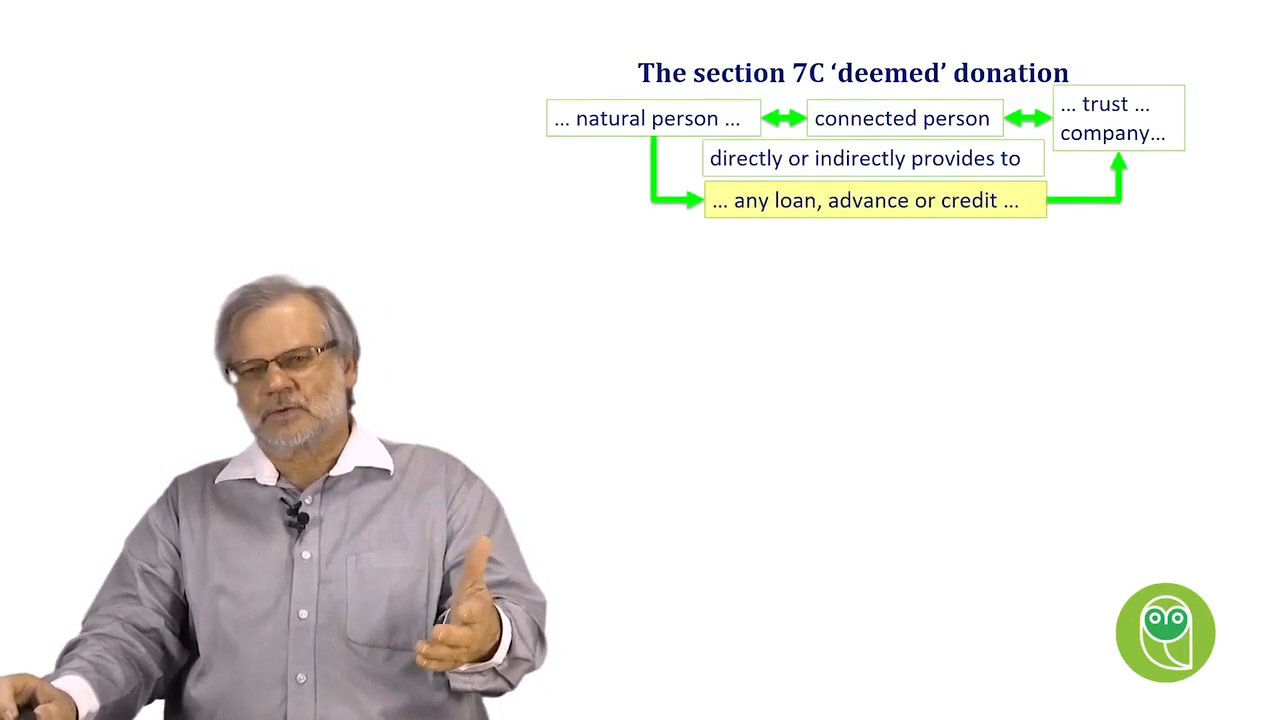 The section 7C ‘deemed’ donation
... natural person ...
connected person
... trust ...
company...
directly or indirectly provides to
... any loan, advance or credit ...